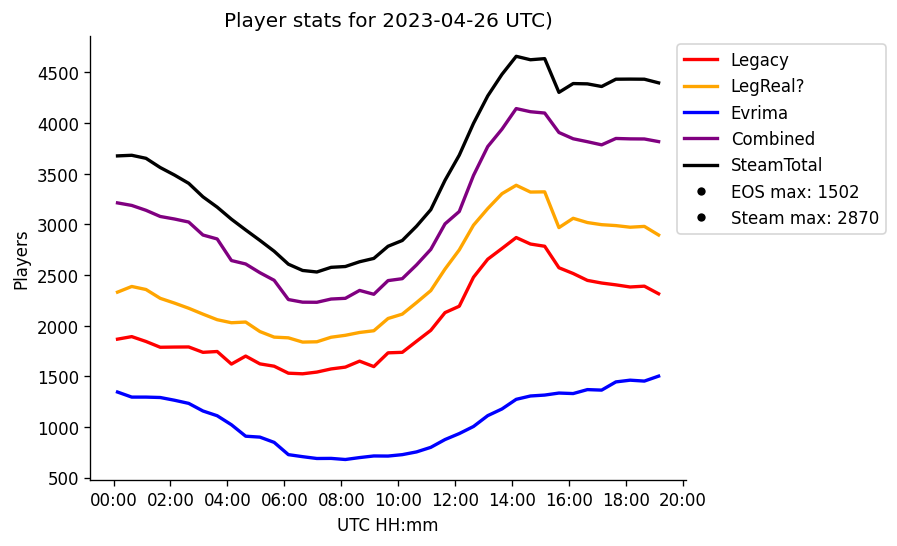 Player stats for 2023-04-26 UTC)
Players
4500
4000
3500
3000
2500
2000
1500
1000
500
00:00 02:00 04:00 06:00 08:00 10:00 12:00 14:00 16:00 18:00 20:00
UTC HH:mm
Legacy
LegReal?
Evrima
Combined
SteamTotal
EOS max: 1502
Steam max: 2870